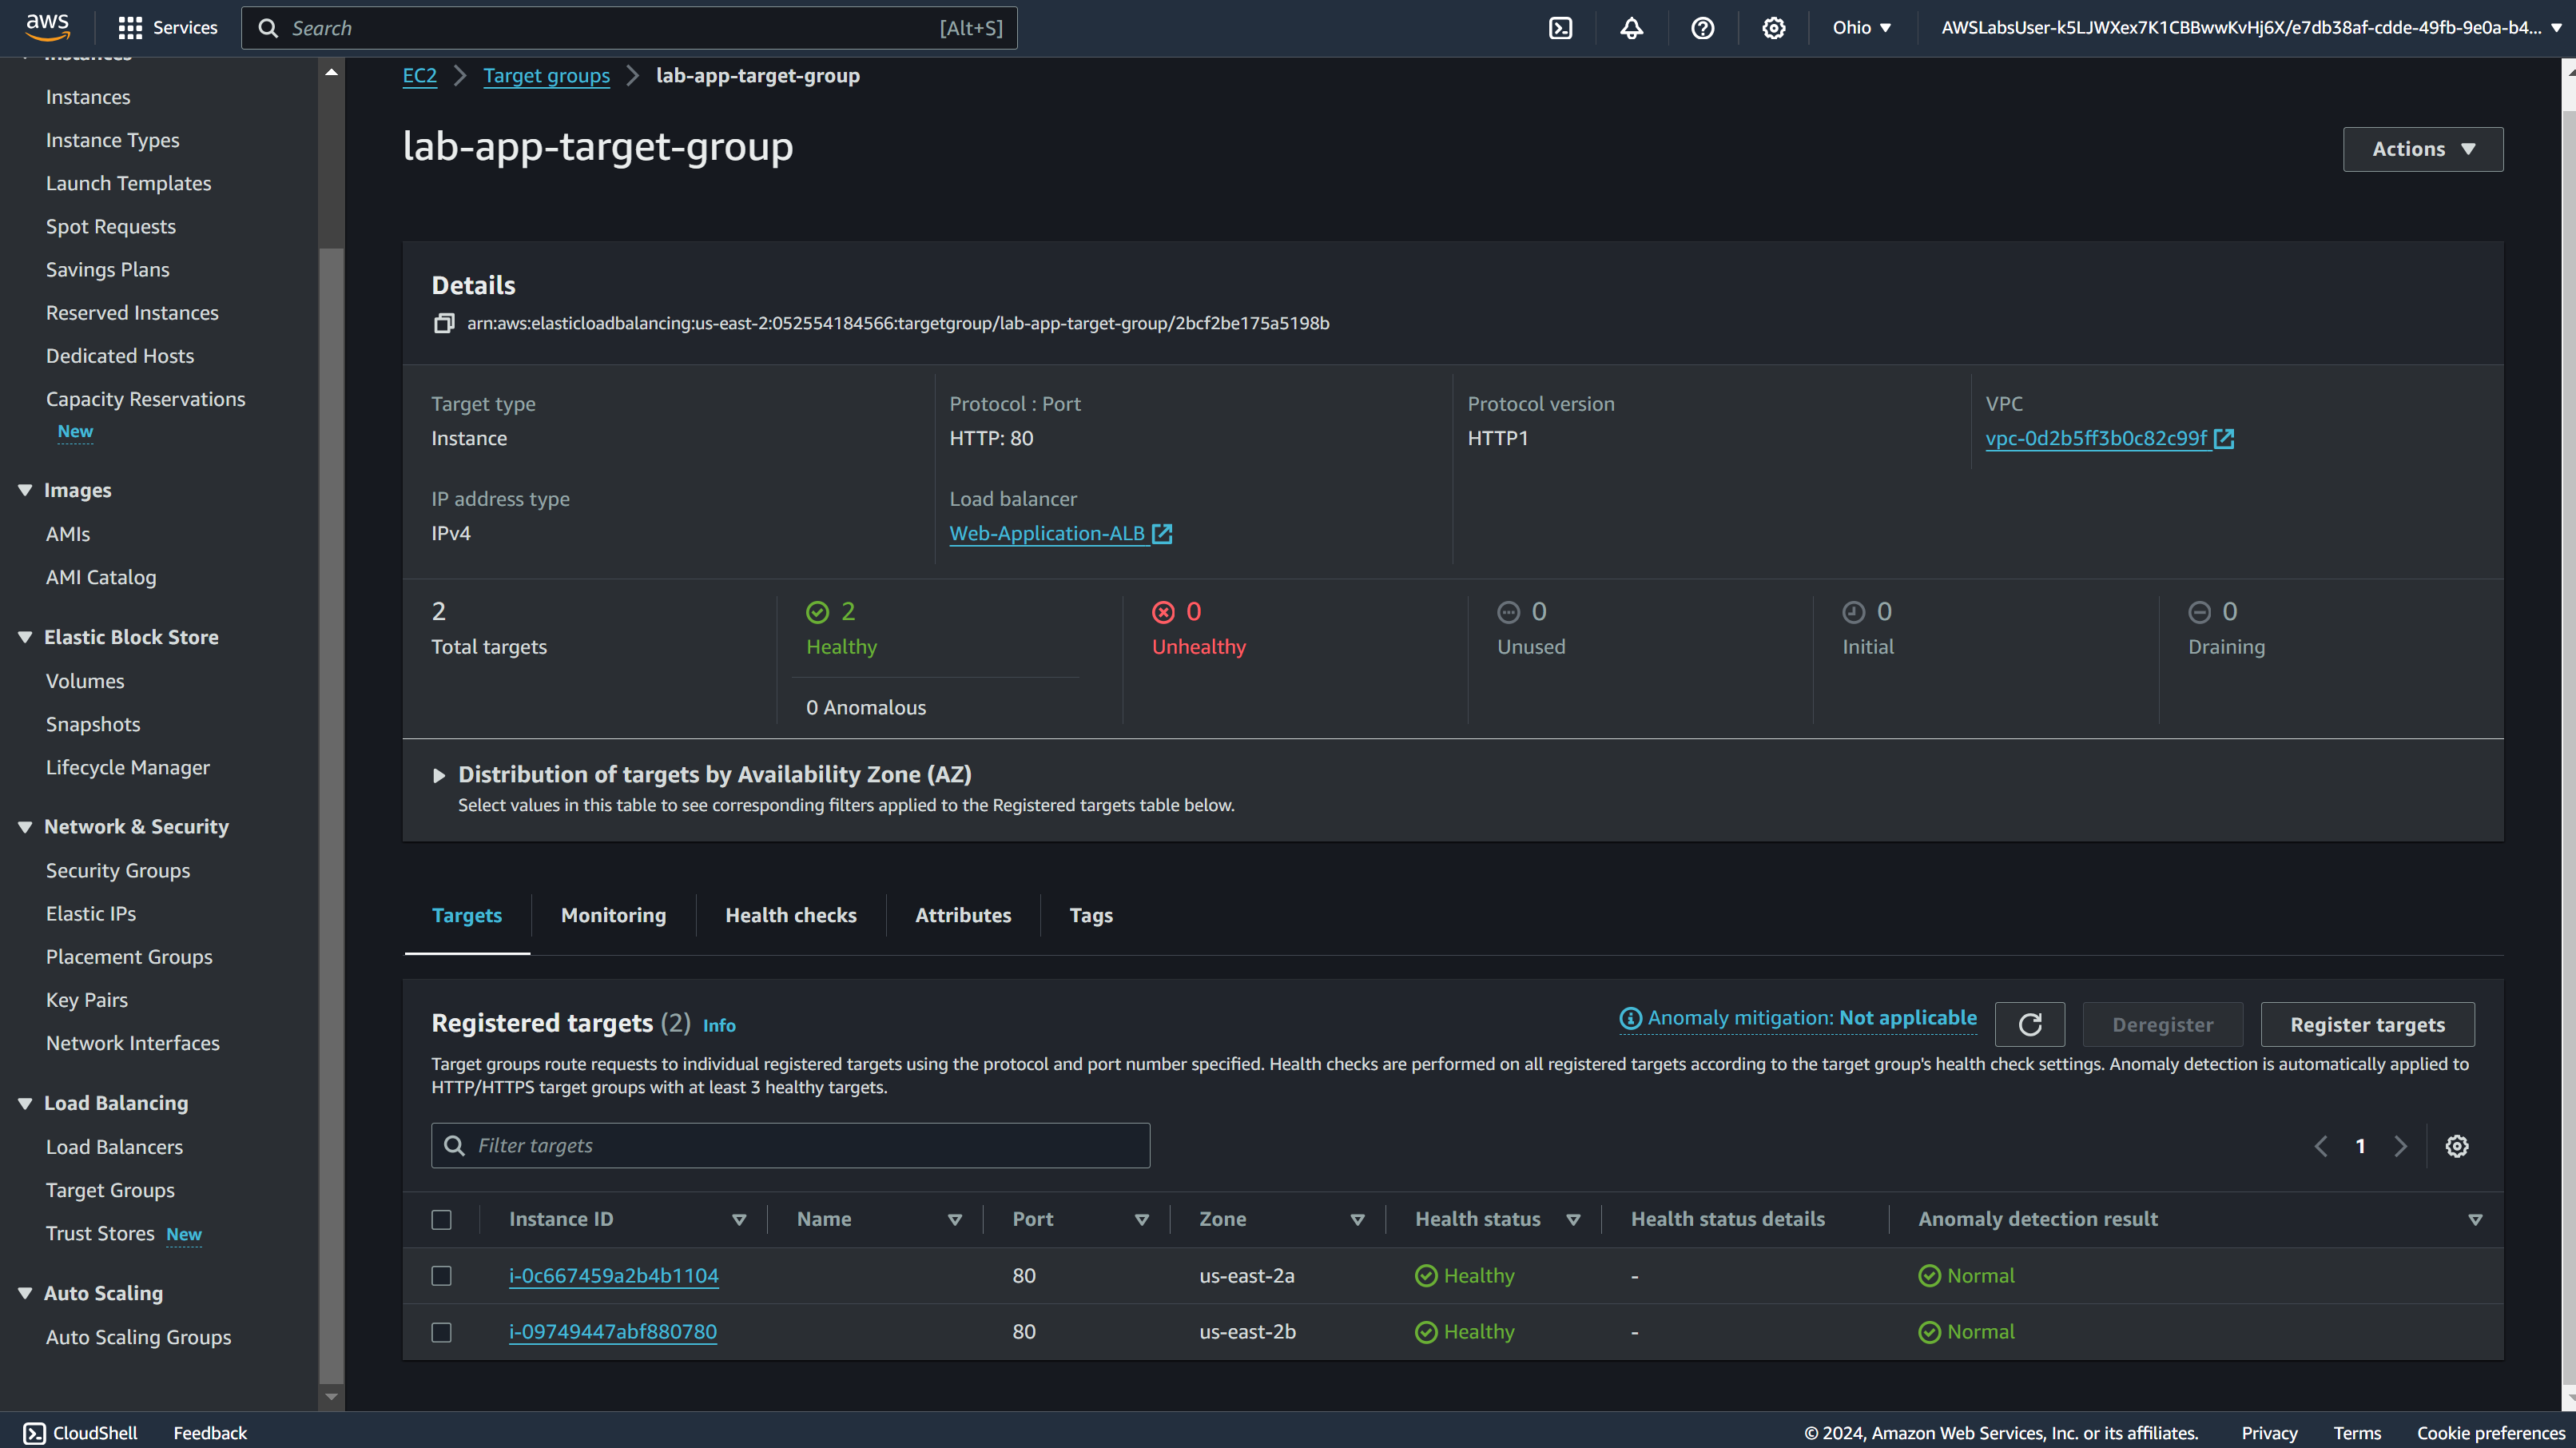 aws
Services
Search
[Alt+S]
Ohio
AWSLabsUser-k5LJWXex7K1CBBwwKvHj6X/e7db38af-cdde-49fb-9e0a-b4...
Instances
Instances
Instance Types
Launch Templates
Spot Requests
Savings Plans
Reserved Instances
Dedicated Hosts
Capacity Reservations
New
Images
AMIs
AMI Catalog
Elastic Block Store
Volumes
Snapshots
Lifecycle Manager
Network & Security
Security Groups
Elastic IPs
Placement Groups
Key Pairs
Network Interfaces
Load Balancing
Load Balancers
Target Groups
Trust Stores New
Auto Scaling
Auto Scaling Groups
EC2 > Target groups > lab-app-target-group
lab-app-target-group
Actions
Details
arn:aws:elasticloadbalancing:us-east-2:052554184566:targetgroup/lab-app-target-group/2bcf2be175a5198b
Target type
Instance
Protocol : Port
HTTP: 80
Protocol version
HTTP1
VPC
vpc-0d2b5ff3b0c82c99f
IP address type
IPv4
Load balancer
Web-Application-ALB
2
Total targets
2
Healthy
0 Anomalous
0
Unhealthy
0
Unused
0
Initial
0
Draining
Distribution of targets by Availability Zone (AZ)
Select values in this table to see corresponding filters applied to the Registered targets table below.
Targets
Monitoring
Health checks
Attributes
Tags
Registered targets (2) Info
Anomaly mitigation: Not applicable
Deregister
Register targets
Target groups route requests to individual registered targets using the protocol and port number specified. Health checks are performed on all registered targets according to the target group's health check settings. Anomaly detection is automatically applied to
HTTP/HTTPS target groups with at least 3 healthy targets.
Filter targets
1
Instance ID Name Port Zone Health status Health status details Anomaly detection result
i-0c667459a2b4b1104 80 us-east-2a Healthy - Normal
i-09749447abf880780 80 us-east-2b Healthy - Normal
CloudShell
Feedback
© 2024, Amazon Web Services, Inc. or its affiliates.
Privacy
Terms
Cookie preferences